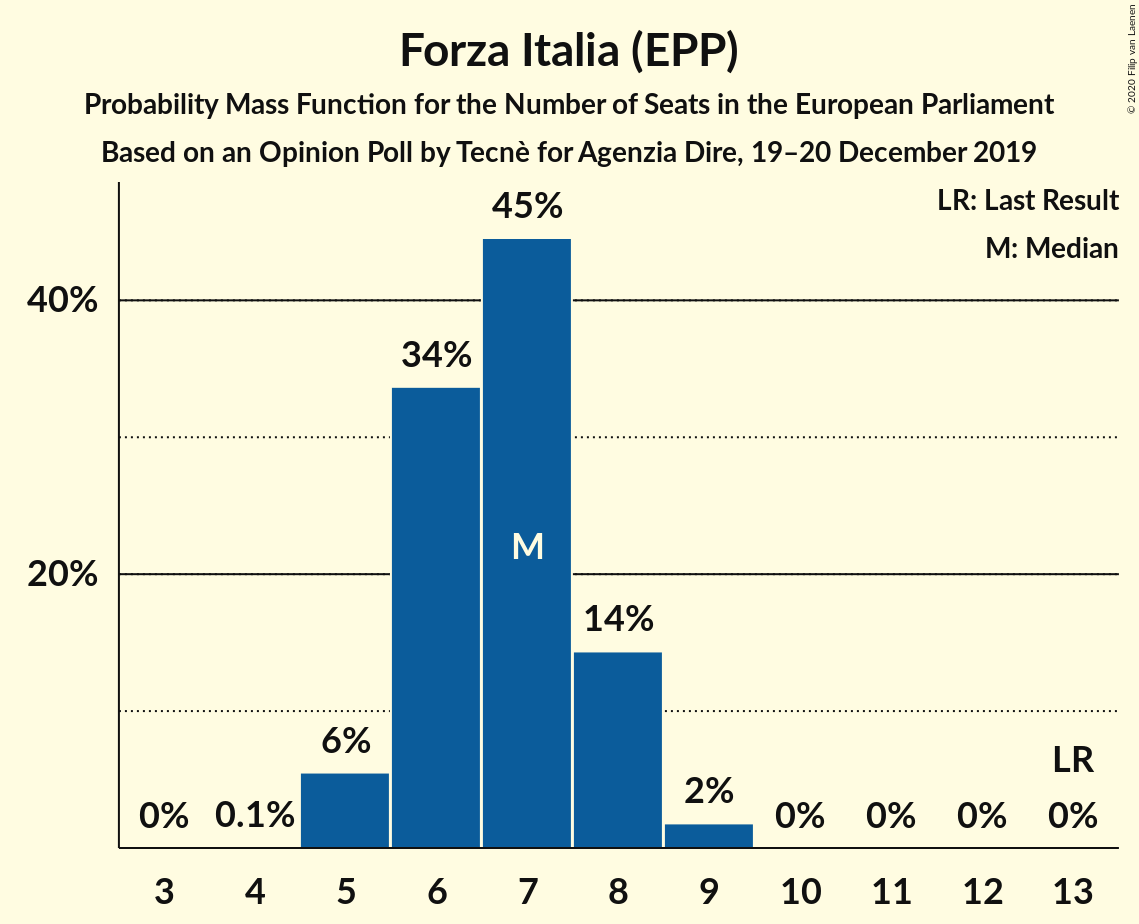 Forza Italia (EPP)
Probability Mass Function for the Number of Seats in the European Parliament
Based on an Opinion Poll by Tecnè for Agenzia Dire, 19–20 December 2019
© 2020 Filip van Laenen
LR: Last Result
M: Median
45%
40%
34%
M
20%
14%
6%
LR
2%
0% 0.1% 0% 0% 0% 0%
3 4 5 6 7 8 9 10 11 12 13